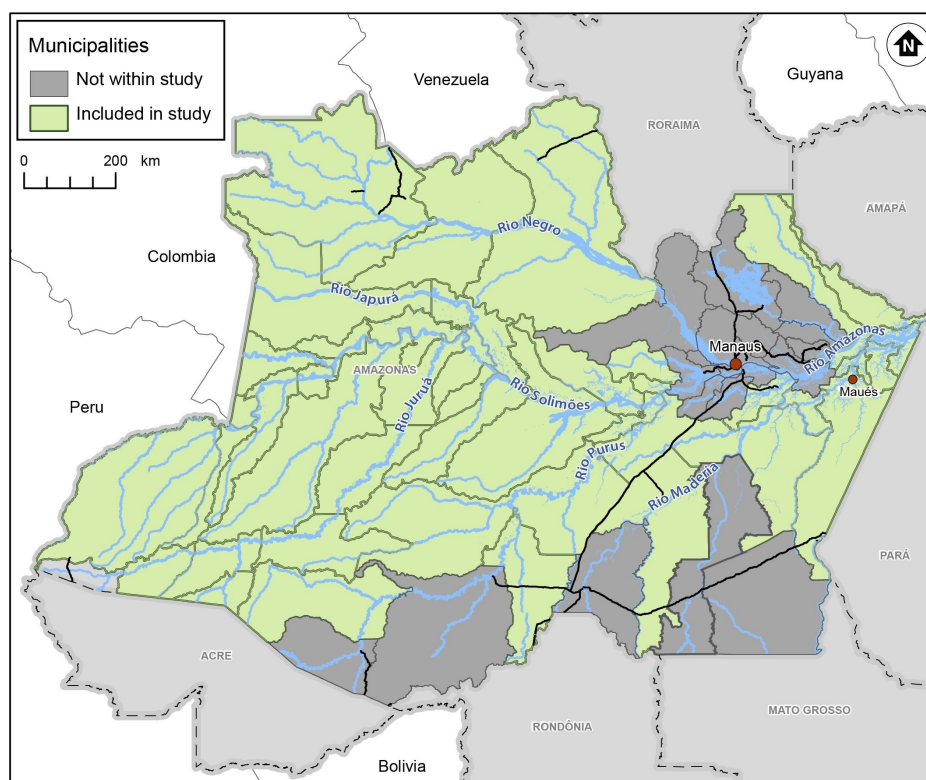 Municipalities
Not within study
Included in study
0 200 km
N
Venezuela
Guyana
RORAIMA
AMAPÁ
Colombia
Rio Negro
Rio Japurá
Manaus
Rio Amazonas
Maués
AMAZONAS
Rio Juruá
Rio Solimões
Peru
Rio Purus
Rio Maderia
PARÁ
ACRE
MATO GROSSO
RONDÔNIA
Bolivia